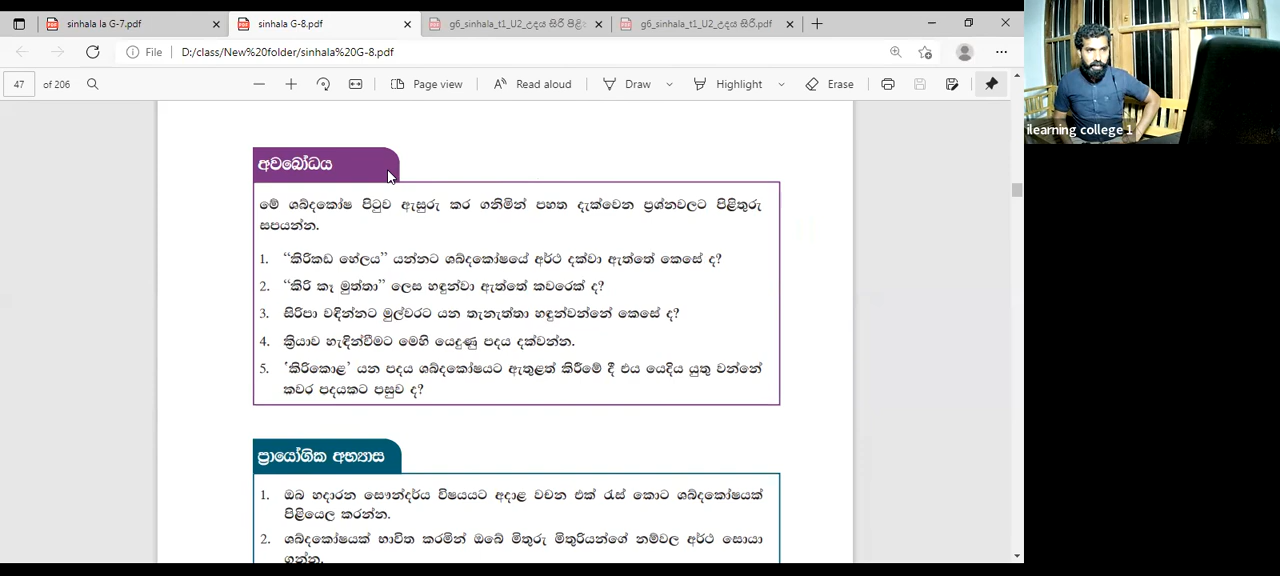 sinhala la G-7.pdf
sinhala G-8.pdf
g6_sinhala_t1_U2_උදය සිරි පිළි
g6_sinhala_t1_U2_උදය සිරි.pdf
File D:/class/New%20folder/sinhala%20G-8.pdf
47 of 206 Page view Read aloud Draw Highlight Erase
ilearning college 1
අවබෝධය
මේ ශබ්දකෝෂ පිටුව ඇසුරු කර ගනිමින් පහත දැක්වෙන ප්‍රශ්නවලට පිළිතුරු
සපයන්න.
1. “කිරිකඩ හේලය” යන්නට ශබ්දකෝෂයේ අර්ථ දක්වා ඇත්තේ කෙසේ ද?
2. “කිරි කෑ මුත්තා” ලෙස හඳුන්වා ඇත්තේ කවරෙක් ද?
3. සිරිපා වඳින්නට මුල්වරට යන තැනැත්තා හඳුන්වන්නේ කෙසේ ද?
4. ක්‍රියාව හැඳින්වීමට මෙහි යෙදුණු පදය දක්වන්න.
5. ‘කිරිකොළ’ යන පදය ශබ්දකෝෂයට ඇතුළත් කිරීමේ දී එය යෙදිය යුතු වන්නේ
කවර පදයකට පසුව ද?
ප්‍රායෝගික අභ්‍යාස
1. ඔබ හදාරන සෞන්දර්ය විෂයයට අදාළ වචන එක් රැස් කොට ශබ්දකෝෂයක්
පිළියෙල කරන්න.
2. ශබ්දකෝෂයක් භාවිත කරමින් ඔබේ මිතුරු මිතුරියන්ගේ නම්වල අර්ථ සොයා
ගන්න.